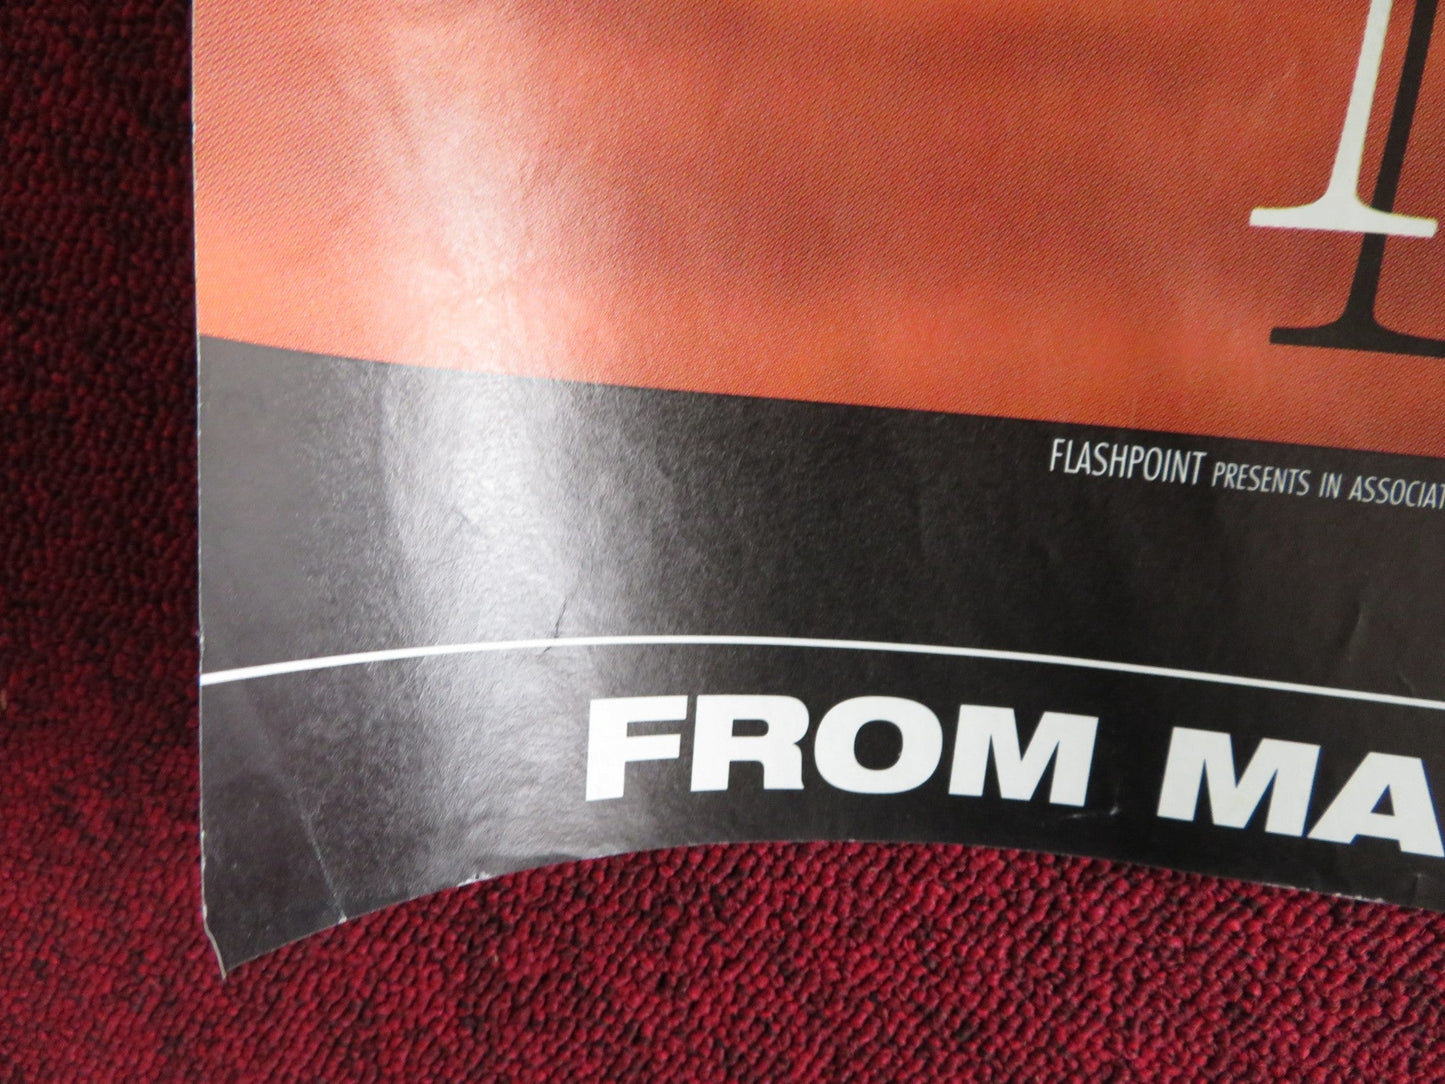 FLASHPOINT PRESENTS IN ASSOCIAT
FROM MA